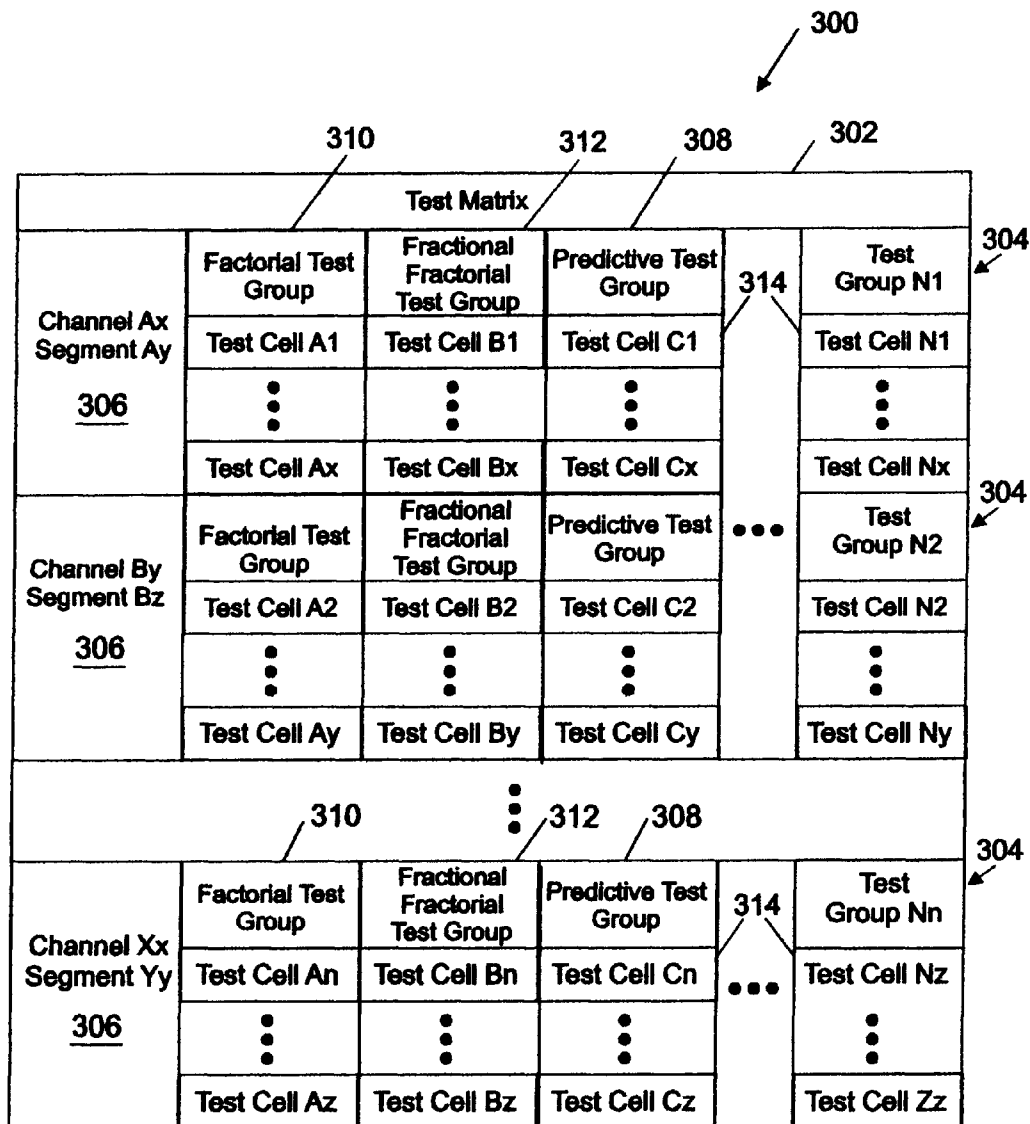 300
310
312
308
302
Test Matrix
304
Channel Ax
Segment Ay
306
Factorial Test
Group
Fractional
Fractorial
Test Group
Predictive Test
Group
314
Test
Group N1
Test Cell A1
Test Cell B1
Test Cell C1
Test Cell N1
Test Cell Ax
Test Cell Bx
Test Cell Cx
Test Cell Nx
304
Channel By
Segment Bz
306
Factorial Test
Group
Fractional
Fractorial
Test Group
Predictive Test
Group
Test
Group N2
Test Cell A2
Test Cell B2
Test Cell C2
Test Cell N2
Test Cell Ay
Test Cell By
Test Cell Cy
Test Cell Ny
310
312
308
304
Channel Xx
Segment Yy
306
Factorial Test
Group
Fractional
Fractorial
Test Group
Predictive Test
Group
314
Test
Group Nn
Test Cell An
Test Cell Bn
Test Cell Cn
Test Cell Nz
Test Cell Az
Test Cell Bz
Test Cell Cz
Test Cell Zz